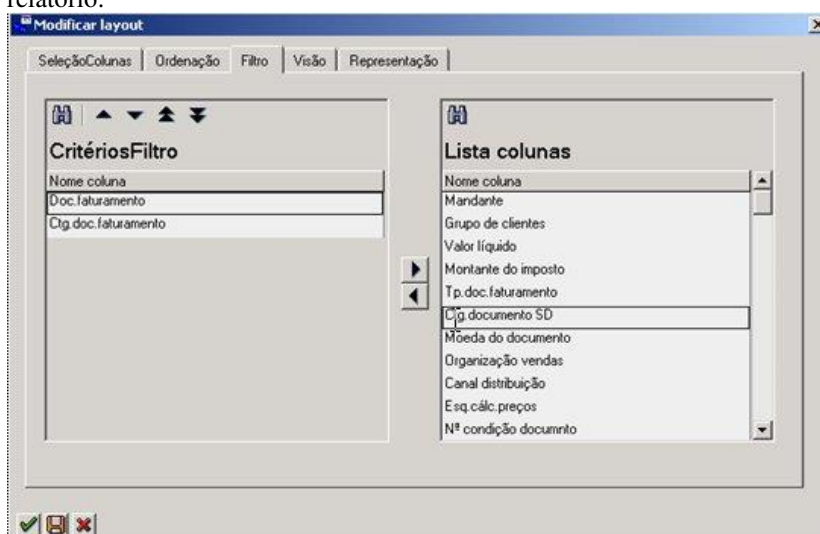 relatório.
Modificar layout
SeleçãoColunas Ordenação Filtro Visão Representação
CritériosFiltro
Nome coluna
Doc.faturamento
Ctg.doc.faturamento
Lista colunas
Nome coluna
Mandante
Grupo de clientes
Valor líquido
Montante do imposto
Tp.doc.faturamento
Ctg.documento SD
Moeda do documento
Organização vendas
Canal distribuição
Esq.cálc.preços
Nª condição documnto